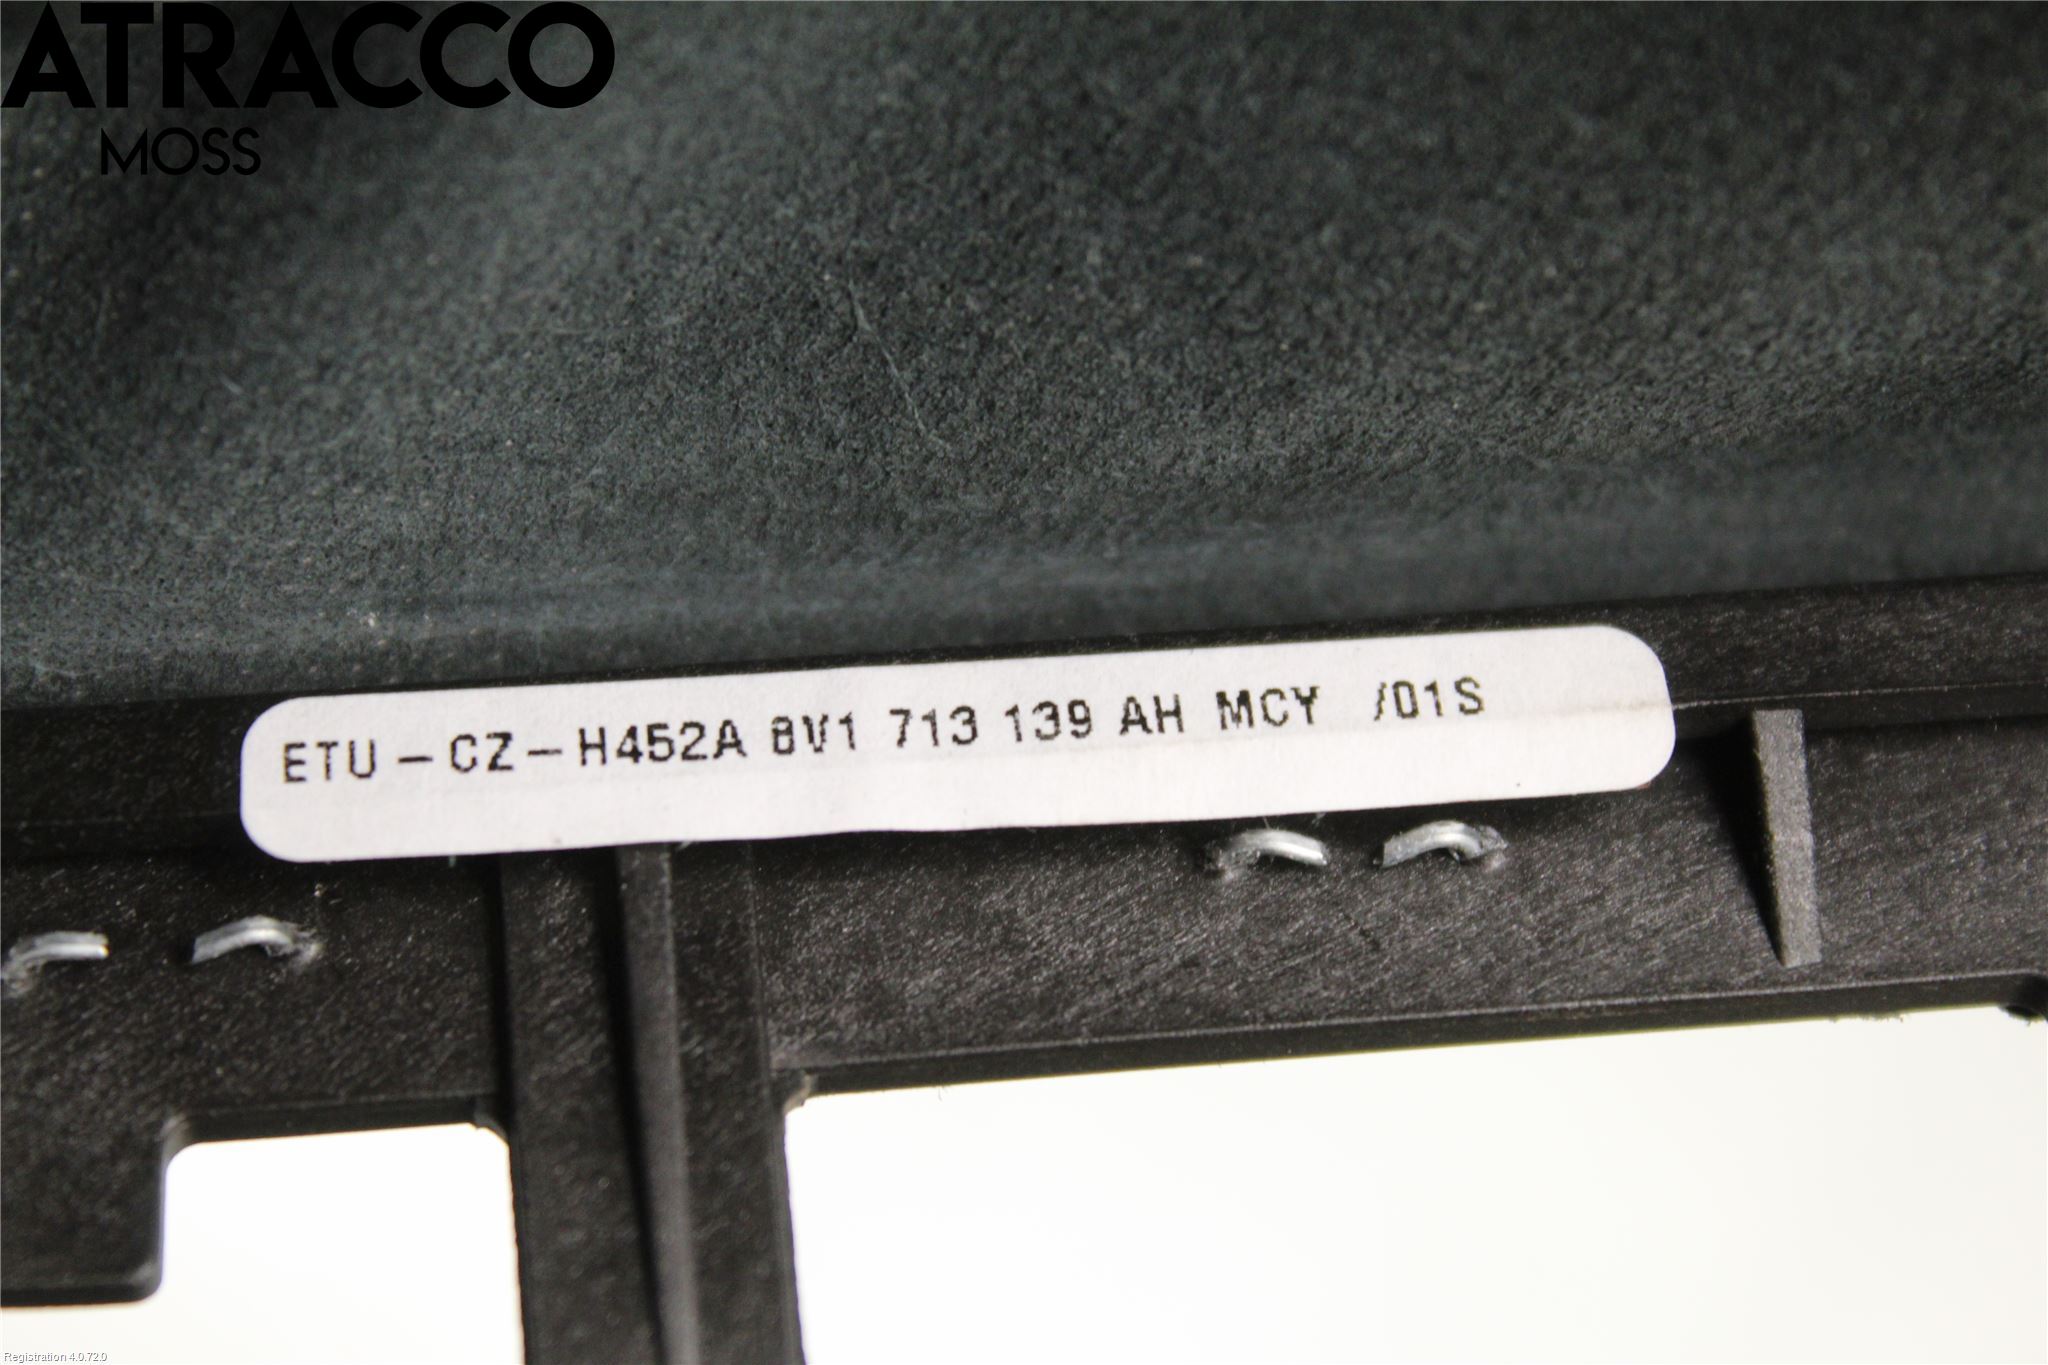 ATRACCO
MOSS
ETU - CZ - H452A 8V1 713 139 AH MCY /01S
Registration 4.0.72.0